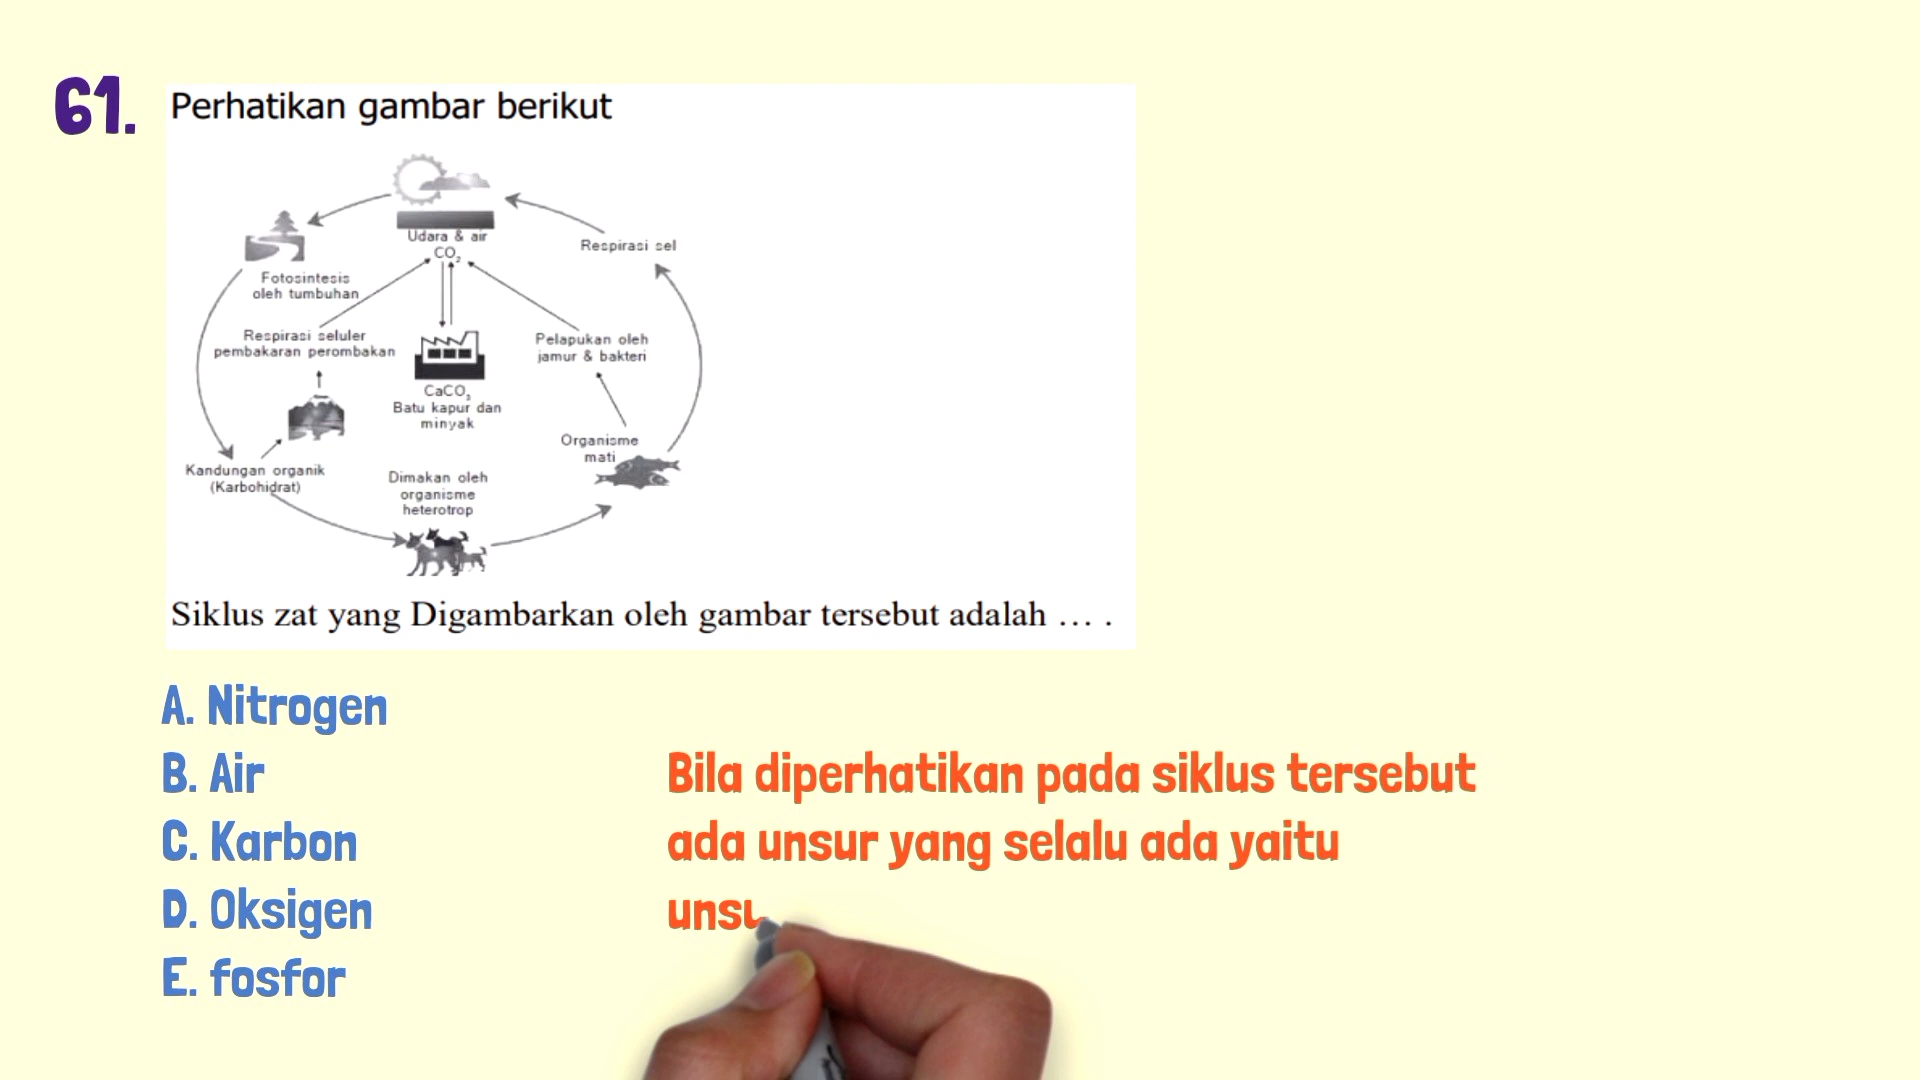 61.
Perhatikan gambar berikut
Udara & air
CO₂
Respirasi sel
Fotosintesis
oleh tumbuhan
Respirasi seluler
pembakaran perombakan
Pelapukan oleh
jamur & bakteri
CaCO₃
Batu kapur dan
minyak
Organisme
mati
Kandungan organik
(Karbohidrat)
Dimakan oleh
organisme
heterotrop
Siklus zat yang Digambarkan oleh gambar tersebut adalah ... .
A. Nitrogen
B. Air
C. Karbon
D. Oksigen
E. fosfor
Bila diperhatikan pada siklus tersebut
ada unsur yang selalu ada yaitu
unsu